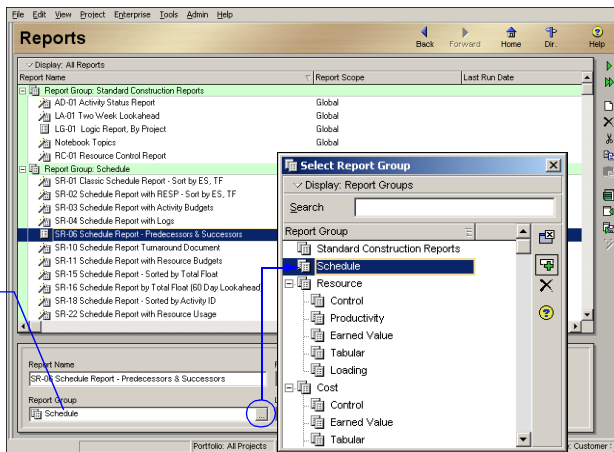 File Edit View Project Enterprise Tools Admin Help
Reports
Back Forward Home Dir. Help
Display: All Reports
Report Name Report Scope Last Run Date
Report Group: Standard Construction Reports
AD-01 Activity Status Report Global
LA-01 Two Week Lookahead Global
LG-01 Logic Report, By Project Global
Notebook Topics Global
RC-01 Resource Control Report Global
Report Group: Schedule
SR-01 Classic Schedule Report - Sort by ES, TF
SR-02 Schedule Report with RESP - Sort by ES, TF
SR-03 Schedule Report with Activity Budgets
SR-04 Schedule Report with Logs
SR-06 Schedule Report - Predecessors & Successors
SR-10 Schedule Report Turnaround Document
SR-11 Schedule Report with Resource Budgets
SR-15 Schedule Report - Sorted by Total Float
SR-16 Schedule Report by Total Float (60 Day Lookahead)
SR-18 Schedule Report - Sorted by Activity ID
SR-22 Schedule Report with Resource Usage
Report Name
SR-06 Schedule Report - Predecessors & Successors
Report Group
Schedule
...
Portfolio: All Projects
: Customer
Select Report Group
Display: Report Groups
Search
Report Group
Standard Construction Reports
Schedule
Resource
Control
Productivity
Earned Value
Tabular
Loading
Cost
Control
Earned Value
Tabular